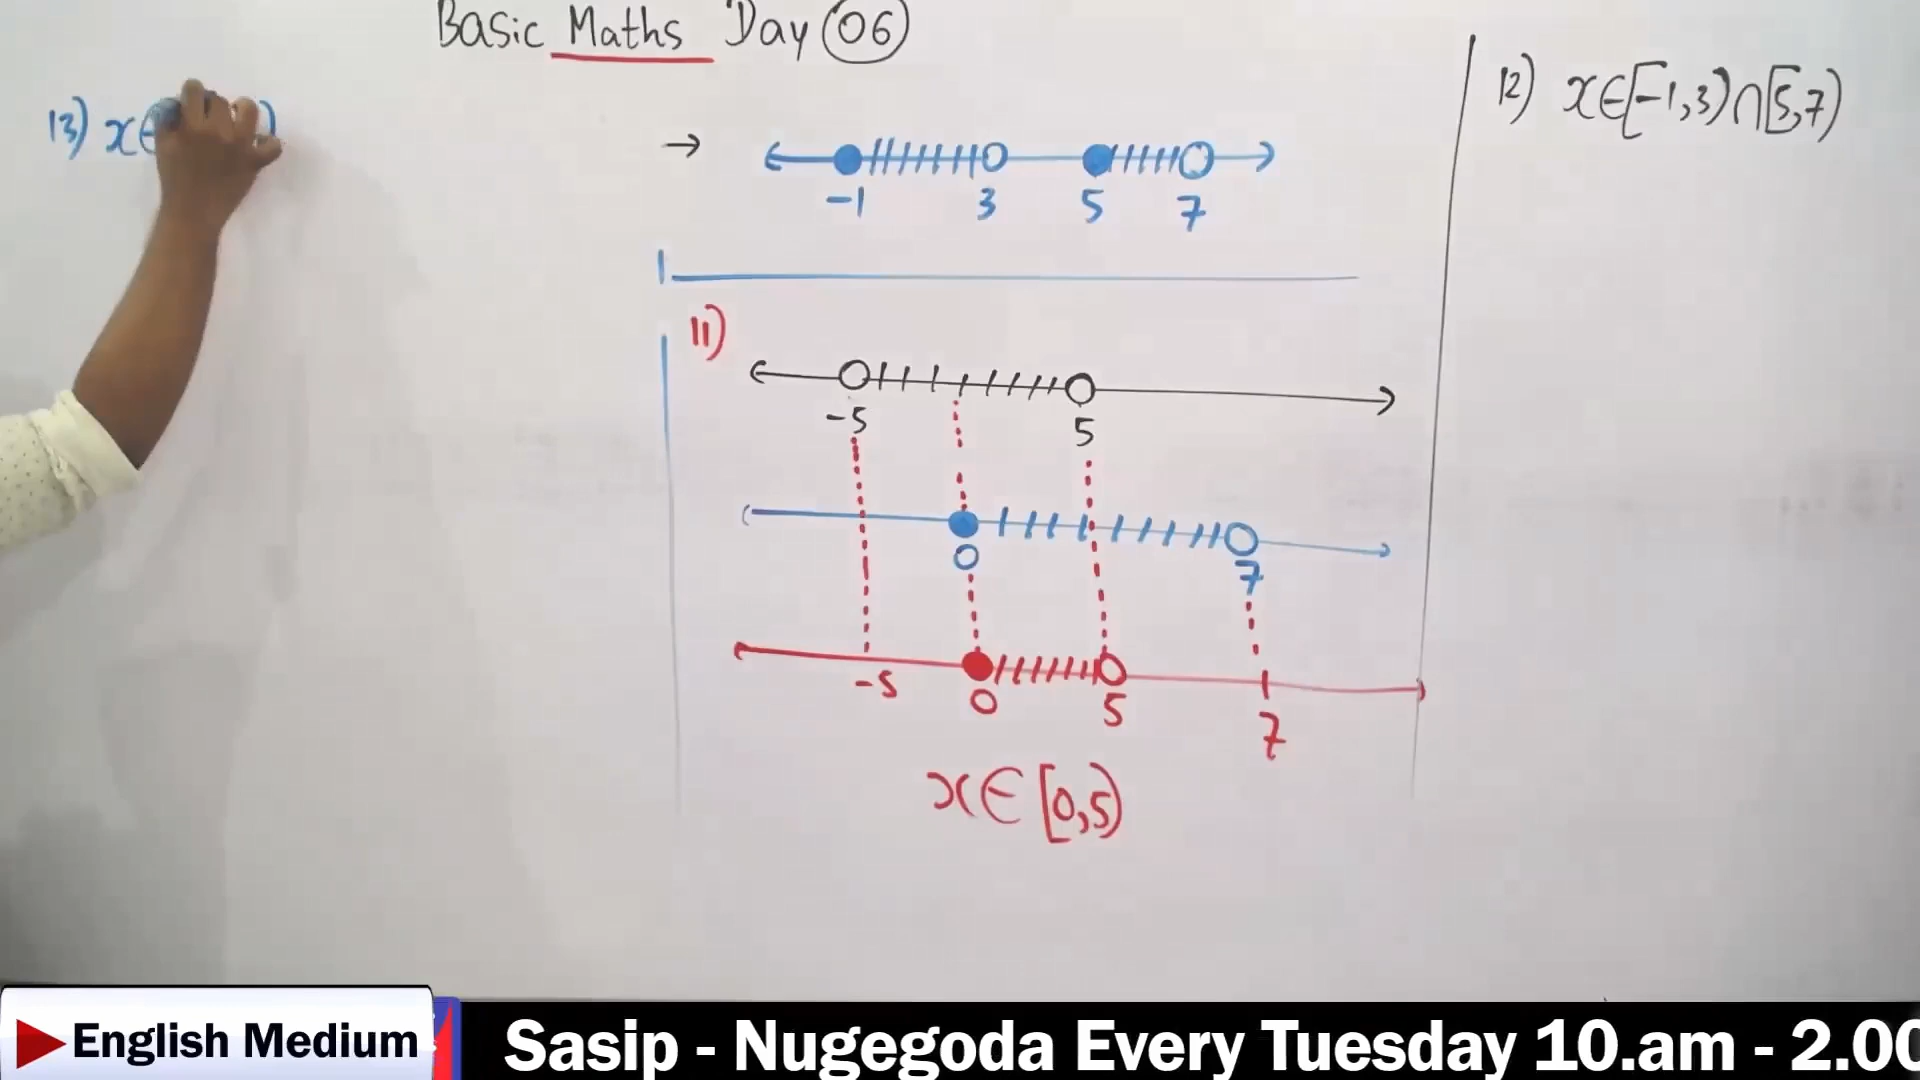 Basic Maths Day 06
13) x∈
→
-1 3 5 7
11)
-5 5
0 7
-5 0 5 7
x∈ [0,5)
12) x∈[-1,3)∩[5,7)
English Medium
Sasip - Nugegoda Every Tuesday 10.am - 2.00